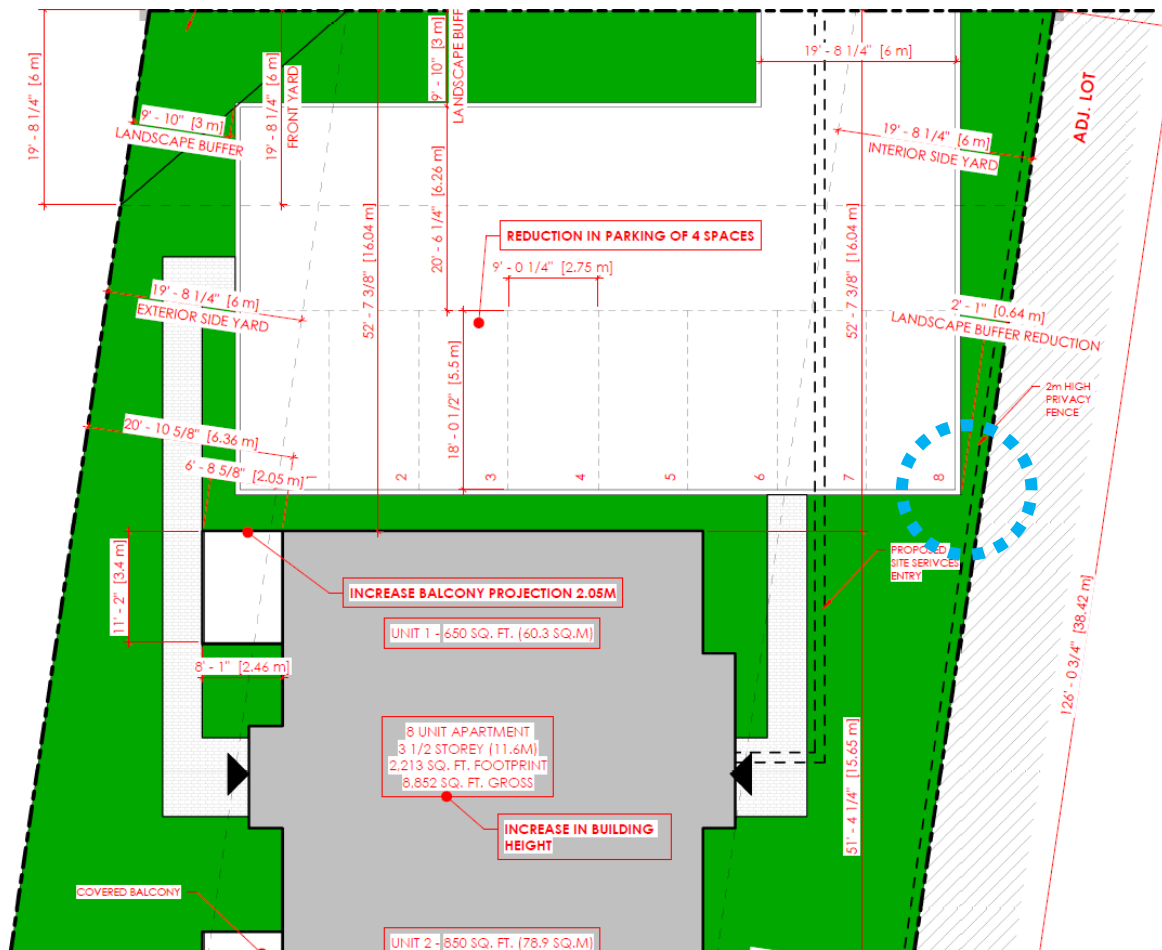 19' - 8 1/4" [6 m]
9' - 10" [3 m]
LANDSCAPE BUFFER
19' - 8 1/4" [6 m]
FRONT YARD
9' - 10" [3 m]
LANDSCAPE BUFF
19' - 8 1/4" [6 m]
ADJ. LOT
19' - 8 1/4" [6 m]
INTERIOR SIDE YARD
52' - 7 3/8" [16.04 m]
20' - 6 1/4" [6.26 m]
REDUCTION IN PARKING OF 4 SPACES
9' - 0 1/4" [2.75 m]
52' - 7 3/8" [16.04 m]
19' - 8 1/4" [6 m]
EXTERIOR SIDE YARD
2' - 1" [0.64 m]
LANDSCAPE BUFFER REDUCTION
2m HIGH
PRIVACY
FENCE
18' - 0 1/2" [5.5 m]
20' - 10 5/8" [6.36 m]
6' - 8 5/8" [2.05 m]
1
2
3
4
5
6
7
8
11' - 2" [3.4 m]
PROPOSED
SITE SERIVCES
ENTRY
INCREASE BALCONY PROJECTION 2.05M
UNIT 1 - 650 SQ. FT. (60.3 SQ.M)
8' - 1" [2.46 m]
126' - 0 3/4" [38.42 m]
8 UNIT APARTMENT
3 1/2 STOREY (11.6M)
2,213 SQ. FT. FOOTPRINT
8,852 SQ. FT. GROSS
51' - 4 1/4" [15.65 m]
INCREASE IN BUILDING
HEIGHT
COVERED BALCONY
UNIT 2 - 850 SQ. FT. (78.9 SQ.M)